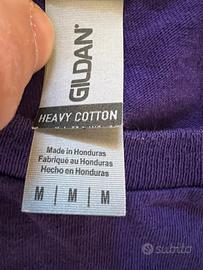 GILDAN®
HEAVY COTTON
Made in Honduras
Fabriqué au Honduras
Hecho en Honduras
M M M
subito